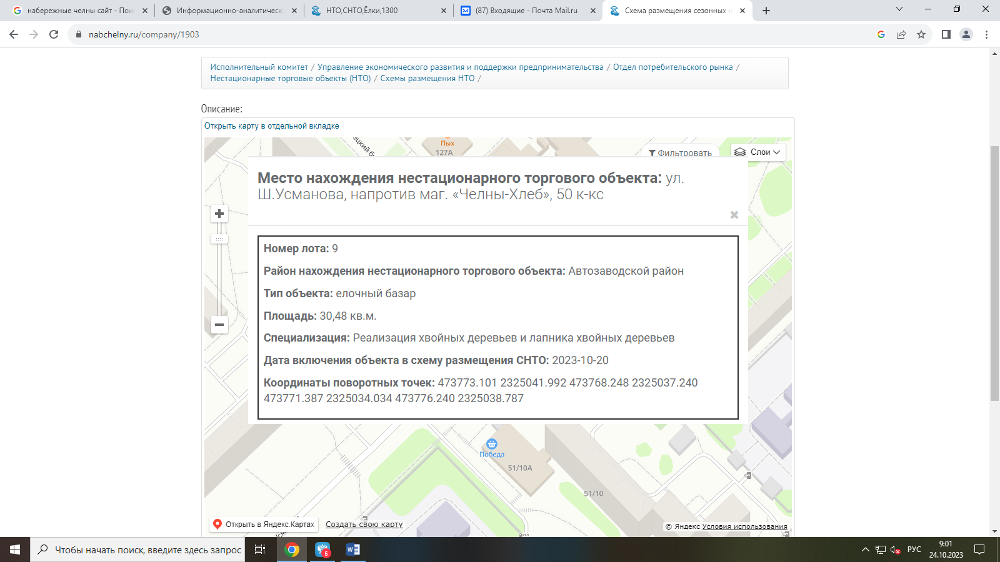 набережные челны сайт - Пои
Информационно-аналитическа
НТО,СНТО,Ёлки,1300
(87) Входящие - Почта Mail.ru
Схема размещения сезонных н
nabchelny.ru/company/1903
Исполнительный комитет / Управление экономического развития и поддержки предпринимательства / Отдел потребительского рынка /
Нестационарные торговые объекты (НТО) / Схемы размещения НТО /
Описание:
Открыть карту в отдельной вкладке
Пых
127А
Фильтровать
Слои
Место нахождения нестационарного торгового объекта: ул.
Ш.Усманова, напротив маг. «Челны-Хлеб», 50 к-кс
Номер лота: 9
Район нахождения нестационарного торгового объекта: Автозаводской район
Тип объекта: елочный базар
Площадь: 30,48 кв.м.
Специализация: Реализация хвойных деревьев и лапника хвойных деревьев
Дата включения объекта в схему размещения СНТО: 2023-10-20
Координаты поворотных точек: 473773.101 2325041.992 473768.248 2325037.240
473771.387 2325034.034 473776.240 2325038.787
Победа
51/10А
51/10
Открыть в Яндекс.Картах
Создать свою карту
© Яндекс Условия использования
Чтобы начать поиск, введите здесь запрос
6
РУС
9:01
24.10.2023